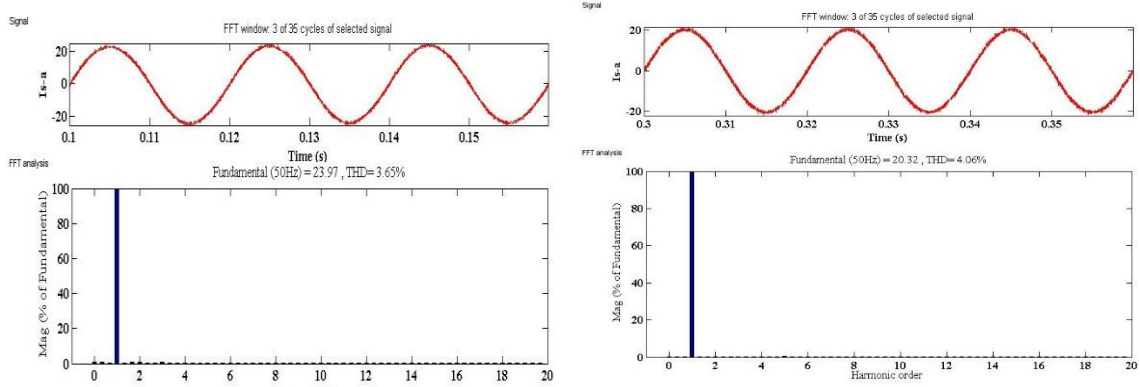 Signal
FFT window: 3 of 35 cycles of selected signal
Is-a
20
0
-20
0.1 0.11 0.12 0.13 0.14 0.15
Time (s)
FFT analysis
Fundamental (50Hz) = 23.97 , THD= 3.65%
Mag (% of Fundamental)
100
80
60
40
20
0
0 2 4 6 8 10 12 14 16 18 20
Signal
FFT window: 3 of 35 cycles of selected signal
Is-a
20
0
-20
0.3 0.31 0.32 0.33 0.34 0.35
Time (s)
FFT analysis
Fundamental (50Hz) = 20.32 , THD= 4.06%
Mag (% of Fundamental)
100
80
60
40
20
0
0 2 4 6 8 10 12 14 16 18 20
Harmonic order